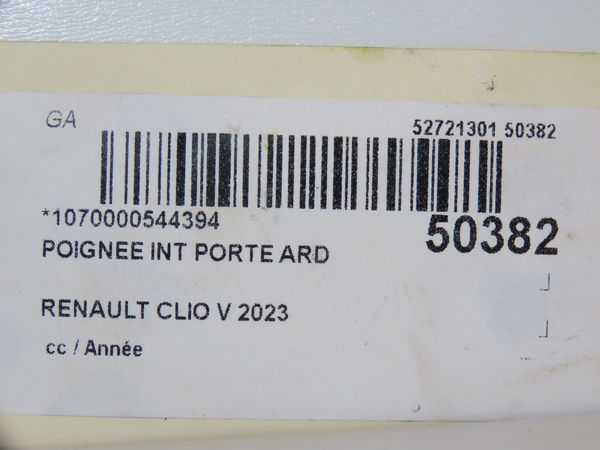 GA
52721301 50382
*1070000544394
50382
POIGNEE INT PORTE ARD
RENAULT CLIO V 2023
cc / Année